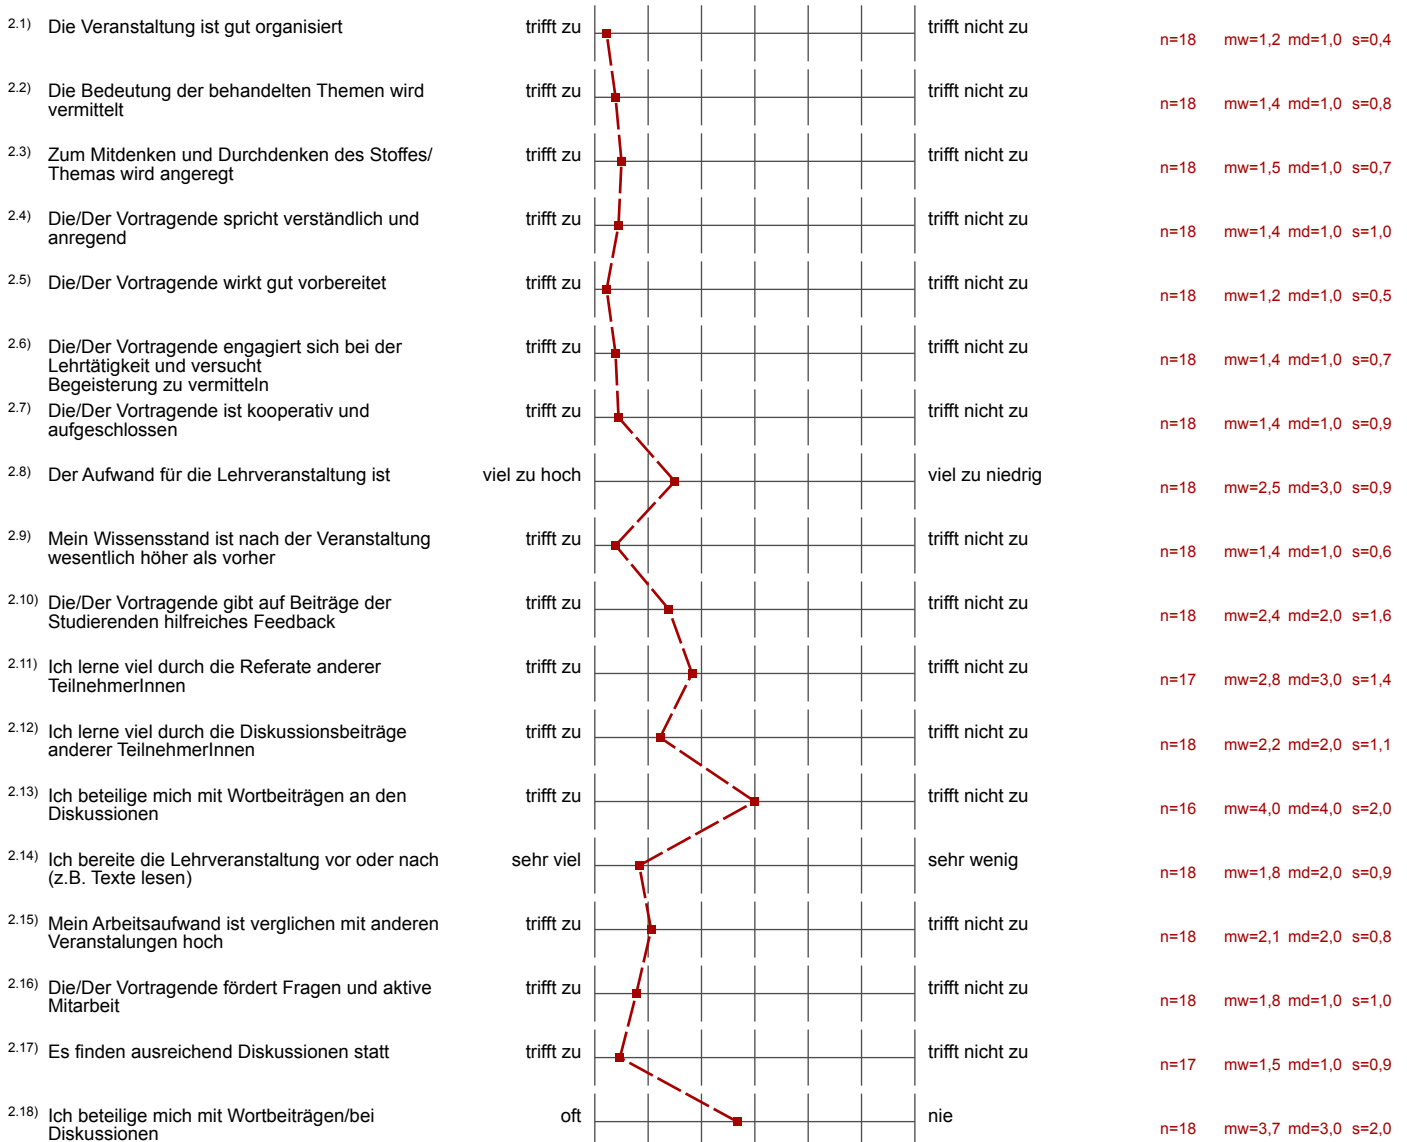 2.1) Die Veranstaltung ist gut organisiert trifft zu trifft nicht zu n=18 mw=1,2 md=1,0 s=0,4
2.2) Die Bedeutung der behandelten Themen wird
vermittelt trifft zu trifft nicht zu n=18 mw=1,4 md=1,0 s=0,8
2.3) Zum Mitdenken und Durchdenken des Stoffes/
Themas wird angeregt trifft zu trifft nicht zu n=18 mw=1,5 md=1,0 s=0,7
2.4) Die/Der Vortragende spricht verständlich und
anregend trifft zu trifft nicht zu n=18 mw=1,4 md=1,0 s=1,0
2.5) Die/Der Vortragende wirkt gut vorbereitet trifft zu trifft nicht zu n=18 mw=1,2 md=1,0 s=0,5
2.6) Die/Der Vortragende engagiert sich bei der
Lehrtätigkeit und versucht
Begeisterung zu vermitteln trifft zu trifft nicht zu n=18 mw=1,4 md=1,0 s=0,7
2.7) Die/Der Vortragende ist kooperativ und
aufgeschlossen trifft zu trifft nicht zu n=18 mw=1,4 md=1,0 s=0,9
2.8) Der Aufwand für die Lehrveranstaltung ist viel zu hoch viel zu niedrig n=18 mw=2,5 md=3,0 s=0,9
2.9) Mein Wissensstand ist nach der Veranstaltung
wesentlich höher als vorher trifft zu trifft nicht zu n=18 mw=1,4 md=1,0 s=0,6
2.10) Die/Der Vortragende gibt auf Beiträge der
Studierenden hilfreiches Feedback trifft zu trifft nicht zu n=18 mw=2,4 md=2,0 s=1,6
2.11) Ich lerne viel durch die Referate anderer
TeilnehmerInnen trifft zu trifft nicht zu n=17 mw=2,8 md=3,0 s=1,4
2.12) Ich lerne viel durch die Diskussionsbeiträge
anderer TeilnehmerInnen trifft zu trifft nicht zu n=18 mw=2,2 md=2,0 s=1,1
2.13) Ich beteilige mich mit Wortbeiträgen an den
Diskussionen trifft zu trifft nicht zu n=16 mw=4,0 md=4,0 s=2,0
2.14) Ich bereite die Lehrveranstaltung vor oder nach
(z.B. Texte lesen) sehr viel sehr wenig n=18 mw=1,8 md=2,0 s=0,9
2.15) Mein Arbeitsaufwand ist verglichen mit anderen
Veranstalungen hoch trifft zu trifft nicht zu n=18 mw=2,1 md=2,0 s=0,8
2.16) Die/Der Vortragende fördert Fragen und aktive
Mitarbeit trifft zu trifft nicht zu n=18 mw=1,8 md=1,0 s=1,0
2.17) Es finden ausreichend Diskussionen statt trifft zu trifft nicht zu n=17 mw=1,5 md=1,0 s=0,9
2.18) Ich beteilige mich mit Wortbeiträgen/bei
Diskussionen oft nie n=18 mw=3,7 md=3,0 s=2,0